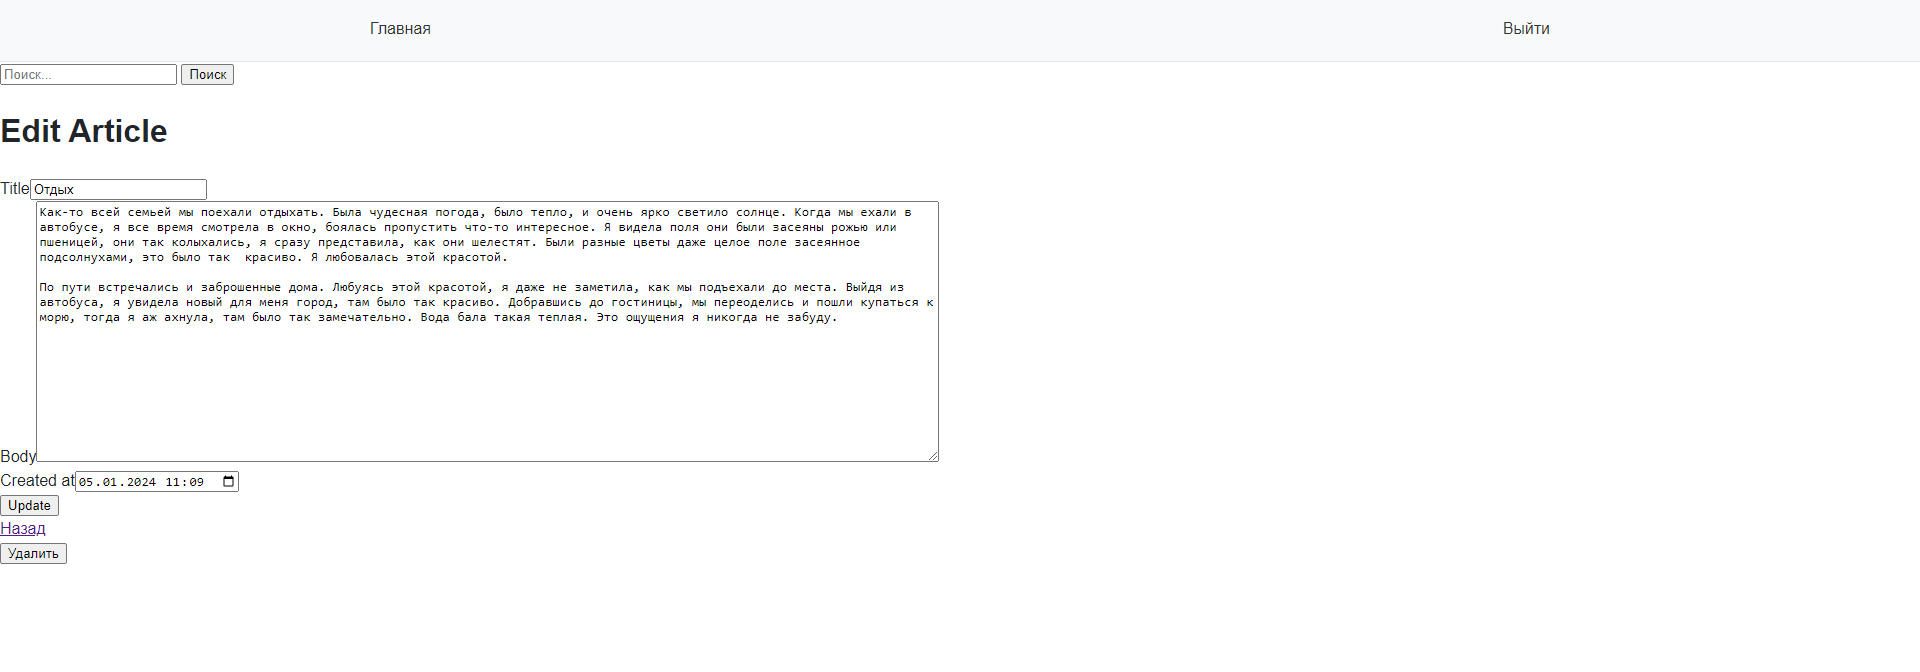 Главная Выйти
Поиск... Поиск
Edit Article
Title Отдых
Как-то всей семьей мы поехали отдыхать. Была чудесная погода, было тепло, и очень ярко светило солнце. Когда мы ехали в
автобусе, я все время смотрела в окно, боялась пропустить что-то интересное. Я видела поля они были засеяны рожью или
пшеницей, они так колыхались, я сразу представила, как они шелестят. Были разные цветы даже целое поле засеянное
подсолнухами, это было так  красиво. Я любовалась этой красотой.
По пути встречались и заброшенные дома. Любуясь этой красотой, я даже не заметила, как мы подъехали до места. Выйдя из
автобуса, я увидела новый для меня город, там было так красиво. Добравшись до гостиницы, мы переоделись и пошли купаться к
морю, тогда я аж ахнула, там было так замечательно. Вода бала такая теплая. Это ощущения я никогда не забуду.
Body
Created at 05.01.2024 11:09
Update
Назад
Удалить